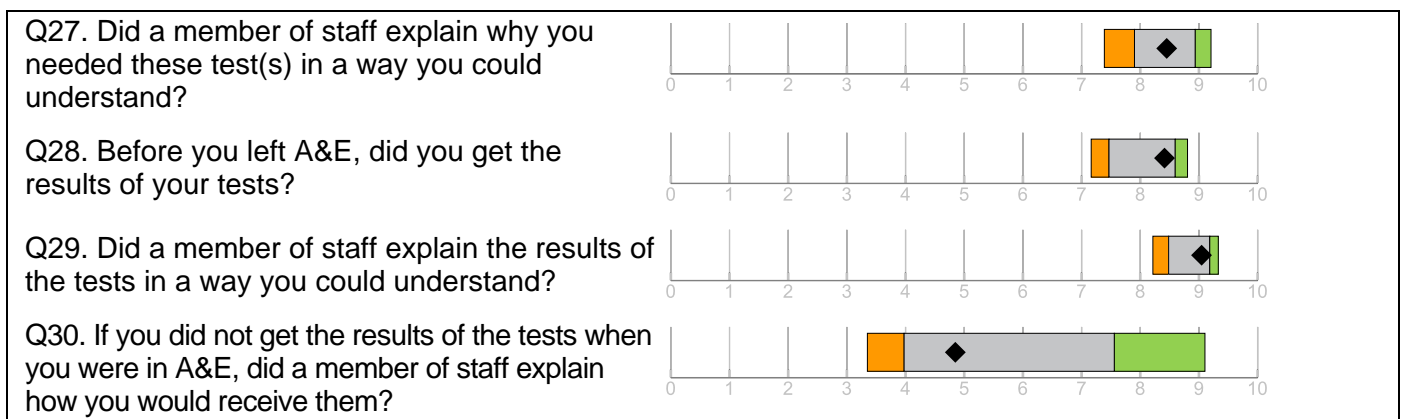 Q27. Did a member of staff explain why you
needed these test(s) in a way you could
understand?
0 1 2 3 4 5 6 7 8 9 10
Q28. Before you left A&E, did you get the
results of your tests?
0 1 2 3 4 5 6 7 8 9 10
Q29. Did a member of staff explain the results of
the tests in a way you could understand?
0 1 2 3 4 5 6 7 8 9 10
Q30. If you did not get the results of the tests when
you were in A&E, did a member of staff explain
how you would receive them?
0 1 2 3 4 5 6 7 8 9 10